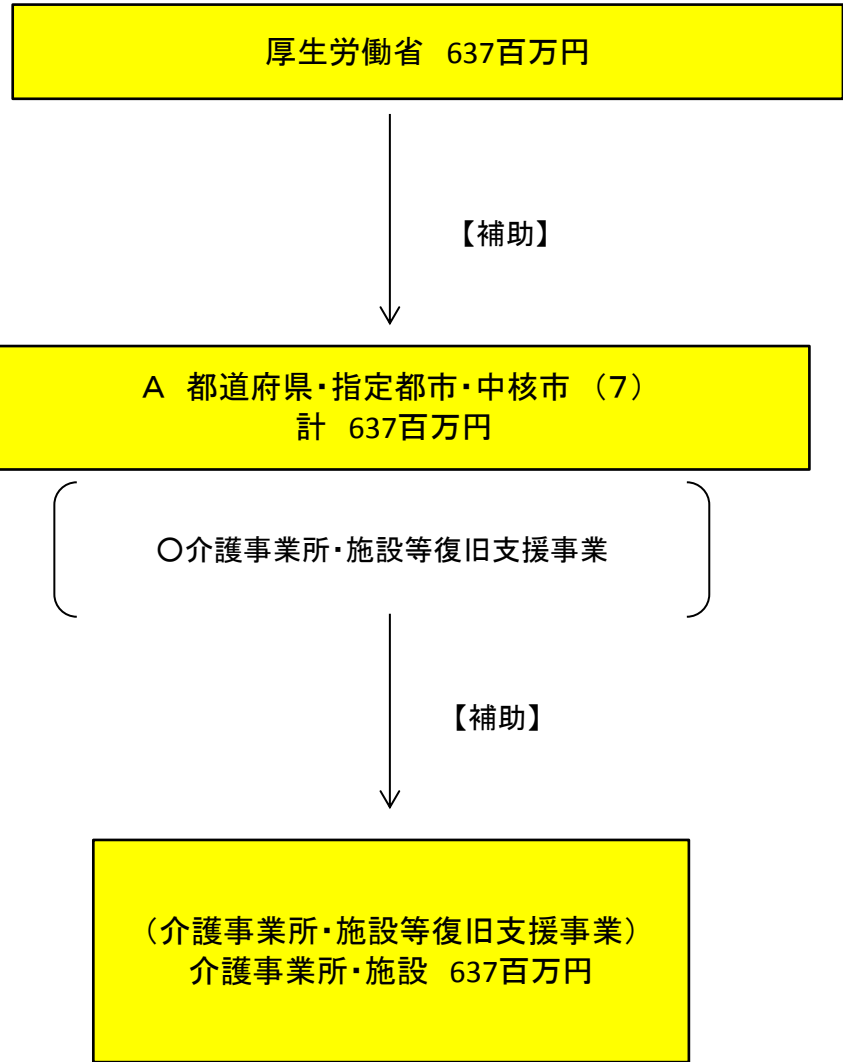 厚生労働省 637百万円
【補助】
A 都道府県・指定都市・中核市 （7）
計 637百万円
○介護事業所・施設等復旧支援事業
【補助】
（介護事業所・施設等復旧支援事業）
介護事業所・施設 637百万円